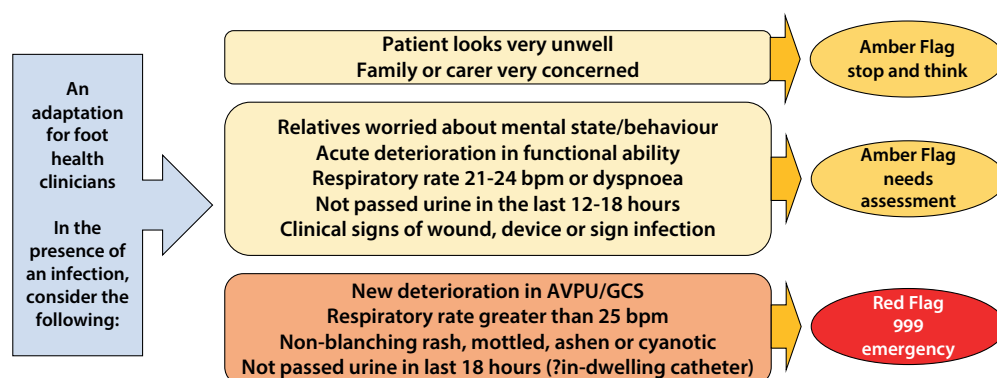 An
adaptation
for foot
health
clinicians
In the
presence of
an infection,
consider the
following:
Patient looks very unwell
Family or carer very concerned
Amber Flag
stop and think
Relatives worried about mental state/behaviour
Acute deterioration in functional ability
Respiratory rate 21-24 bpm or dyspnoea
Not passed urine in the last 12-18 hours
Clinical signs of wound, device or sign infection
Amber Flag
needs
assessment
New deterioration in AVPU/GCS
Respiratory rate greater than 25 bpm
Non-blanching rash, mottled, ashen or cyanotic
Not passed urine in last 18 hours (?in-dwelling catheter)
Red Flag
999
emergency